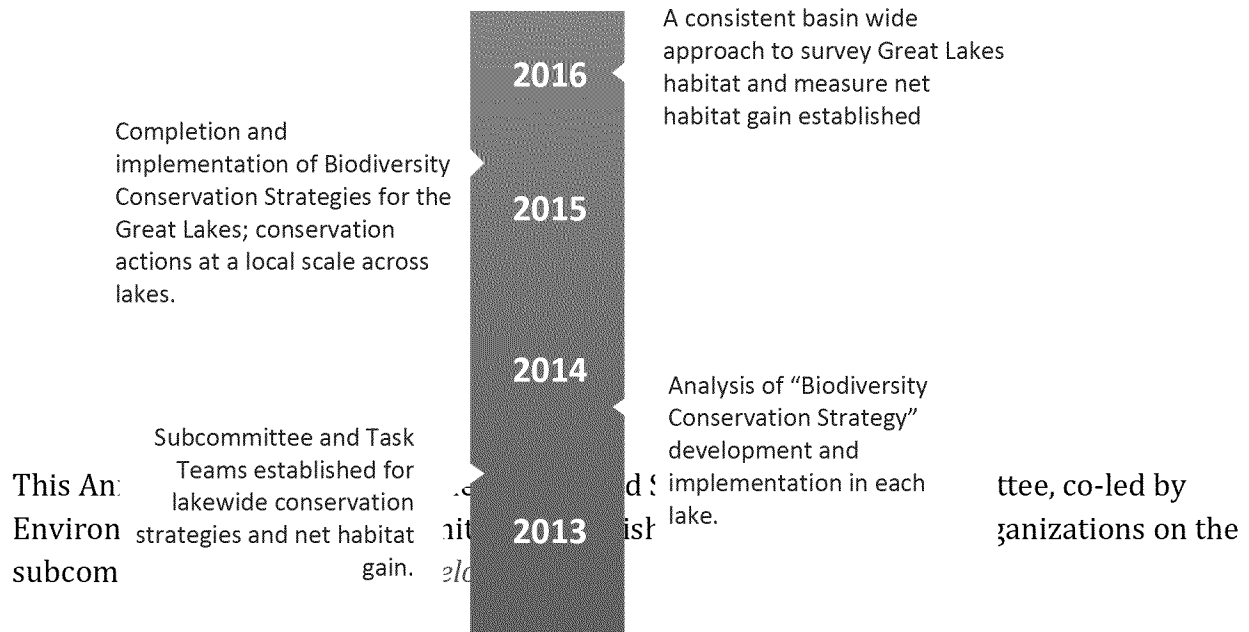 2016
A consistent basin wide
approach to survey Great Lakes
habitat and measure net
habitat gain established
Completion and
implementation of Biodiversity
Conservation Strategies for the
Great Lakes; conservation
actions at a local scale across
lakes.
2015
2014
Analysis of “Biodiversity
Conservation Strategy”
development and
implementation in each
lake.
Subcommittee and Task
Teams established for
lakewide conservation
strategies and net habitat
gain.
2013
This co-led by
on the